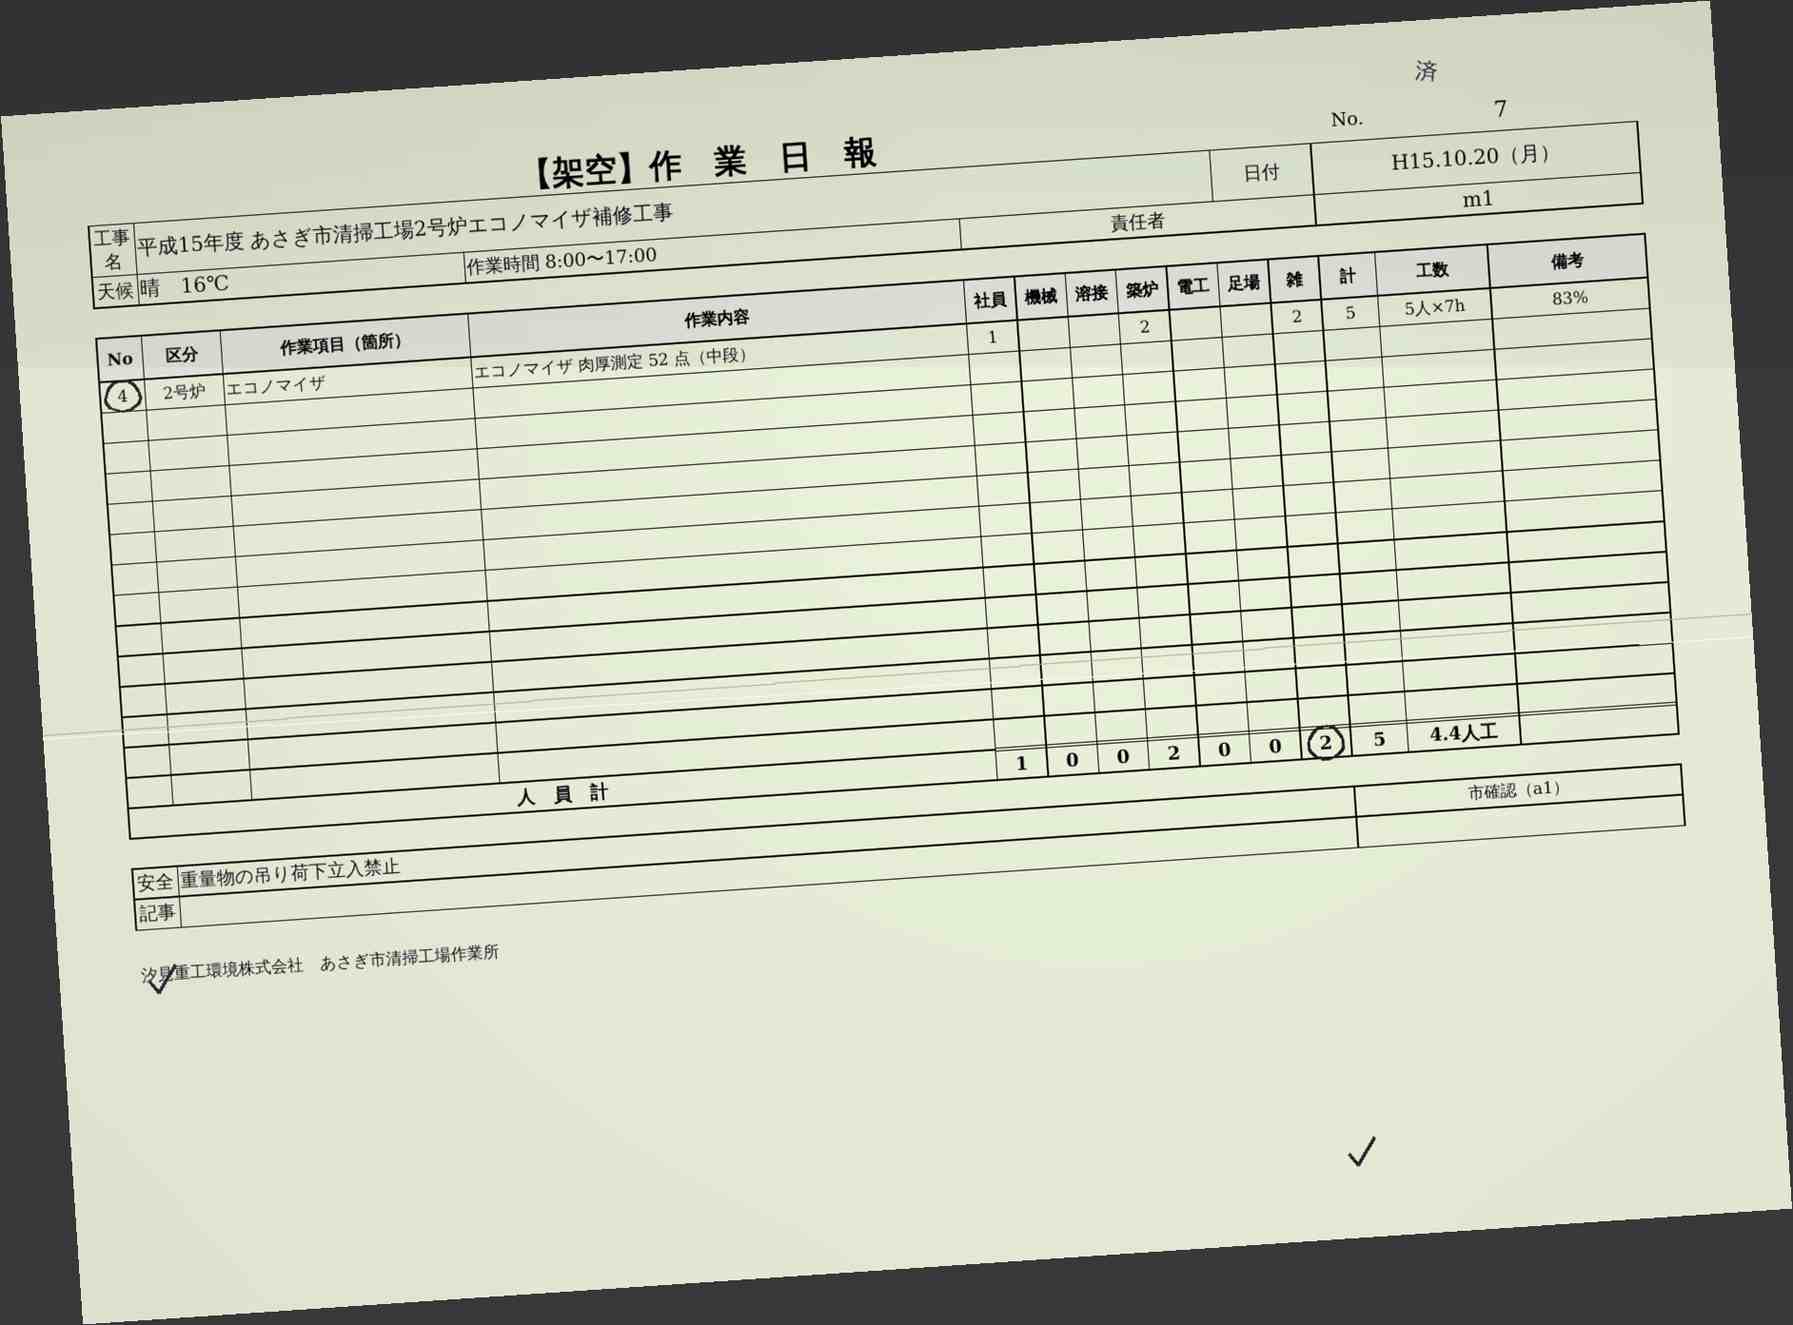 済
No. 7
【架空】作 業 日 報
工事名 平成15年度 あさぎ市清掃工場2号炉エコノマイザ補修工事 日付 H15.10.20（月）
天候 晴 16℃ 作業時間 8:00〜17:00 責任者 m1
No 区分 作業項目（箇所） 作業内容 社員 機械 溶接 築炉 電工 足場 雑 計 工数 備考
4 2号炉 エコノマイザ エコノマイザ 肉厚測定 52 点（中段） 1 2 2 5 5人×7h 83%
人 員 計 1 0 0 2 0 0 2 5 4.4人工
安全 重量物の吊り荷下立入禁止 市確認（a1）
記事
汐見重工環境株式会社 あさぎ市清掃工場作業所